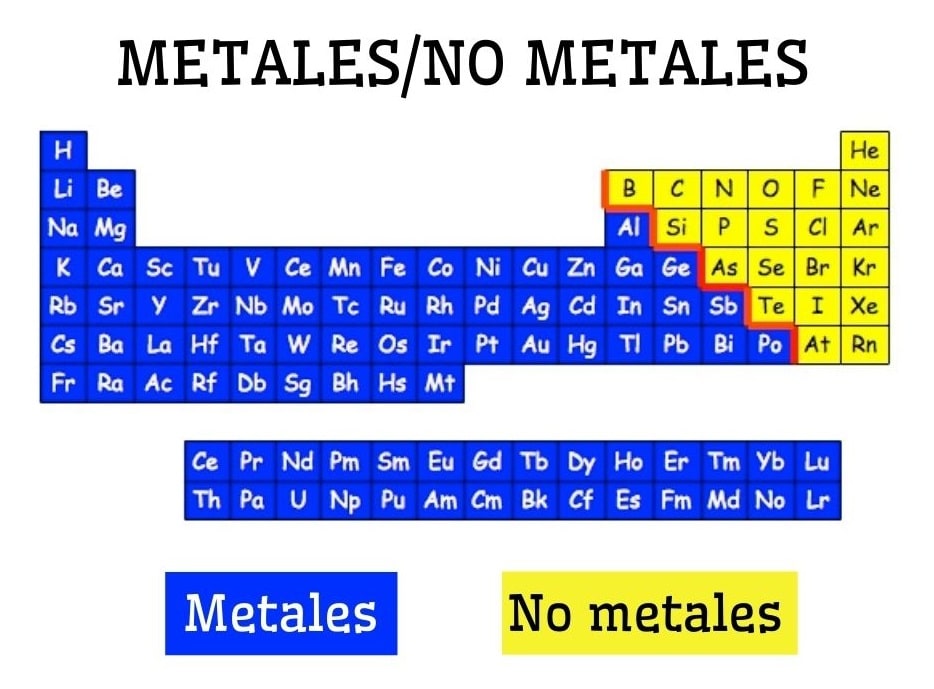 METALES/NO METALES
H He
Li Be B C N O F Ne
Na Mg Al Si P S Cl Ar
K Ca Sc Tu V Ce Mn Fe Co Ni Cu Zn Ga Ge As Se Br Kr
Rb Sr Y Zr Nb Mo Tc Ru Rh Pd Ag Cd In Sn Sb Te I Xe
Cs Ba La Hf Ta W Re Os Ir Pt Au Hg Tl Pb Bi Po At Rn
Fr Ra Ac Rf Db Sg Bh Hs Mt
Ce Pr Nd Pm Sm Eu Gd Tb Dy Ho Er Tm Yb Lu
Th Pa U Np Pu Am Cm Bk Cf Es Fm Md No Lr
Metales No metales